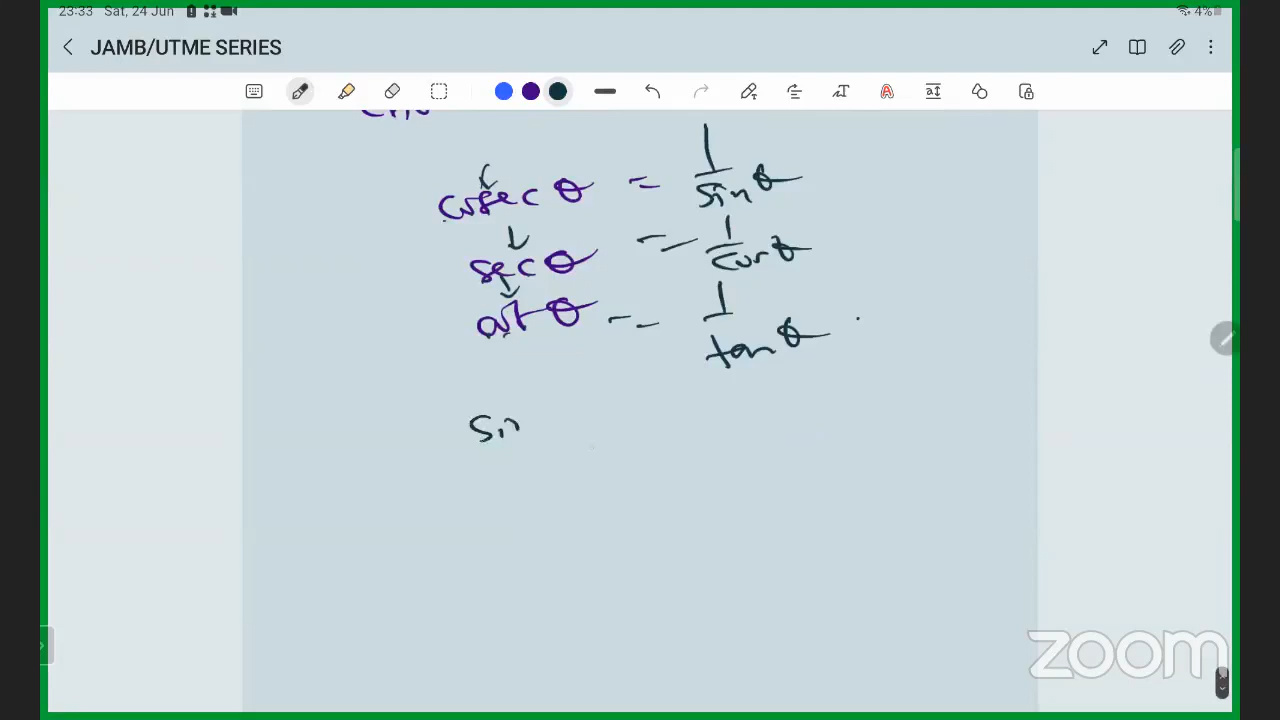 23:33 Sat, 24 Jun 4%
JAMB/UTME SERIES
cosec θ = 1/sin θ
sec θ = 1/cos θ
cot θ = 1/tan θ
Sin
zoom